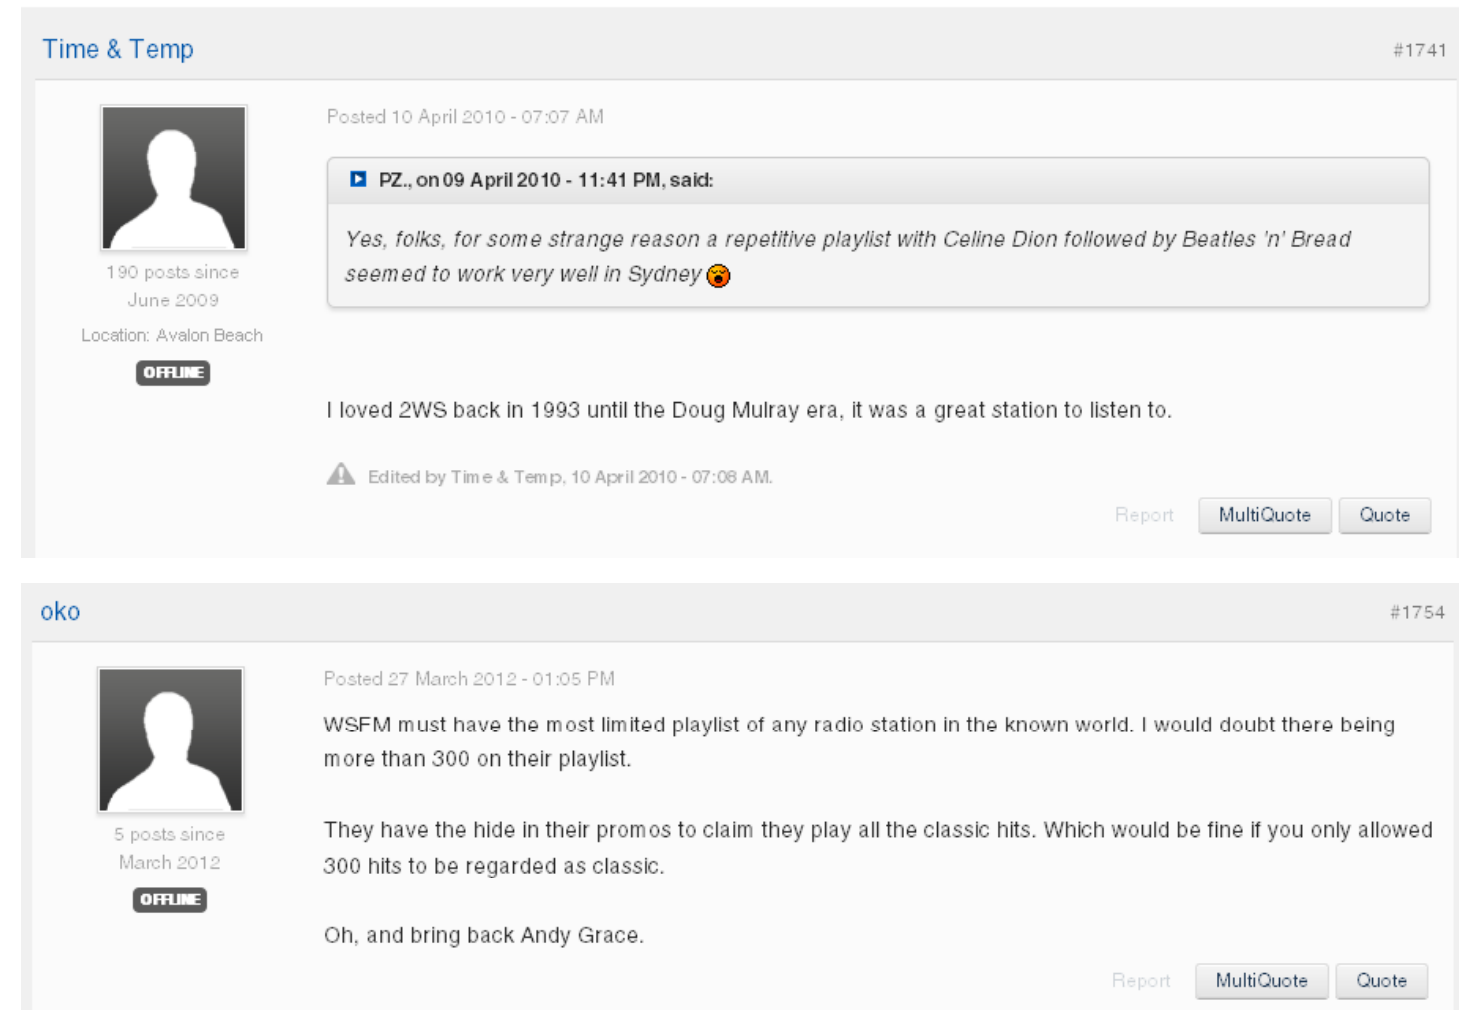 Time & Temp
#1741
Posted 10 April 2010 - 07:07 AM
PZ., on 09 April 2010 - 11:41 PM, said:
Yes, folks, for some strange reason a repetitive playlist with Celine Dion followed by Beatles 'n' Bread
seemed to work very well in Sydney
190 posts since
June 2009
Location: Avalon Beach
OFFLINE
I loved 2WS back in 1993 until the Doug Mulray era, it was a great station to listen to.
Edited by Time & Temp, 10 April 2010 - 07:08 AM.
Report
MultiQuote
Quote
oko
#1754
Posted 27 March 2012 - 01:05 PM
WSFM must have the most limited playlist of any radio station in the known world. I would doubt there being
more than 300 on their playlist.
5 posts since
March 2012
OFFLINE
They have the hide in their promos to claim they play all the classic hits. Which would be fine if you only allowed
300 hits to be regarded as classic.
Oh, and bring back Andy Grace.
Report
MultiQuote
Quote